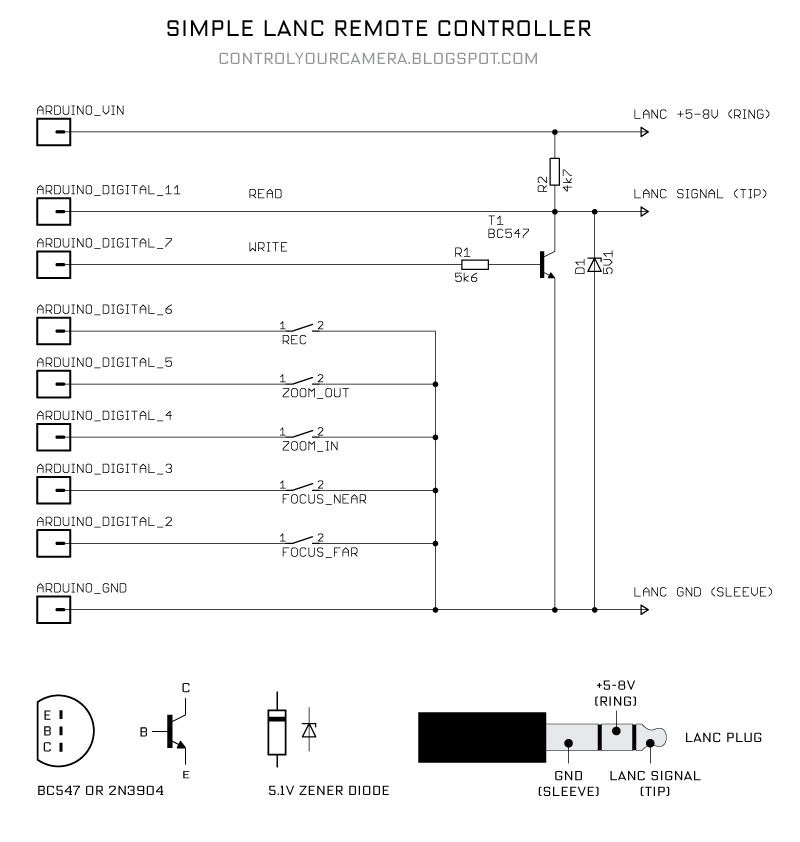 SIMPLE LANC REMOTE CONTROLLER
CONTROLYOURCAMERA.BLOGSPOT.COM
ARDUINO_VIN
LANC +5-8V (RING)
R2
4k7
ARDUINO_DIGITAL_11
READ
LANC SIGNAL (TIP)
T1
BC547
ARDUINO_DIGITAL_7
WRITE
R1
5k6
D1
5V1
ARDUINO_DIGITAL_6
1 2
REC
ARDUINO_DIGITAL_5
1 2
ZOOM_OUT
ARDUINO_DIGITAL_4
1 2
ZOOM_IN
ARDUINO_DIGITAL_3
1 2
FOCUS_NEAR
ARDUINO_DIGITAL_2
1 2
FOCUS_FAR
ARDUINO_GND
LANC GND (SLEEVE)
E
B
C
C
B
E
BC547 OR 2N3904
5.1V ZENER DIODE
+5-8V
(RING)
LANC PLUG
GND
(SLEEVE)
LANC SIGNAL
(TIP)